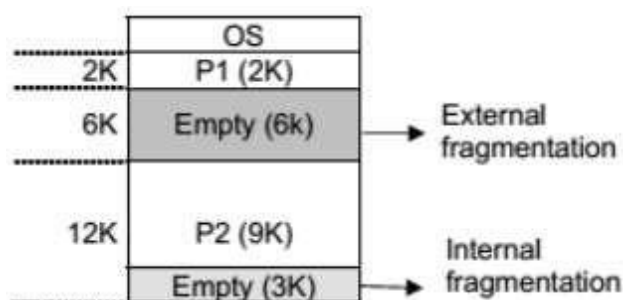 OS
2K P1 (2K)
6K Empty (6k)
External
fragmentation
12K P2 (9K)
Internal
fragmentation
Empty (3K)